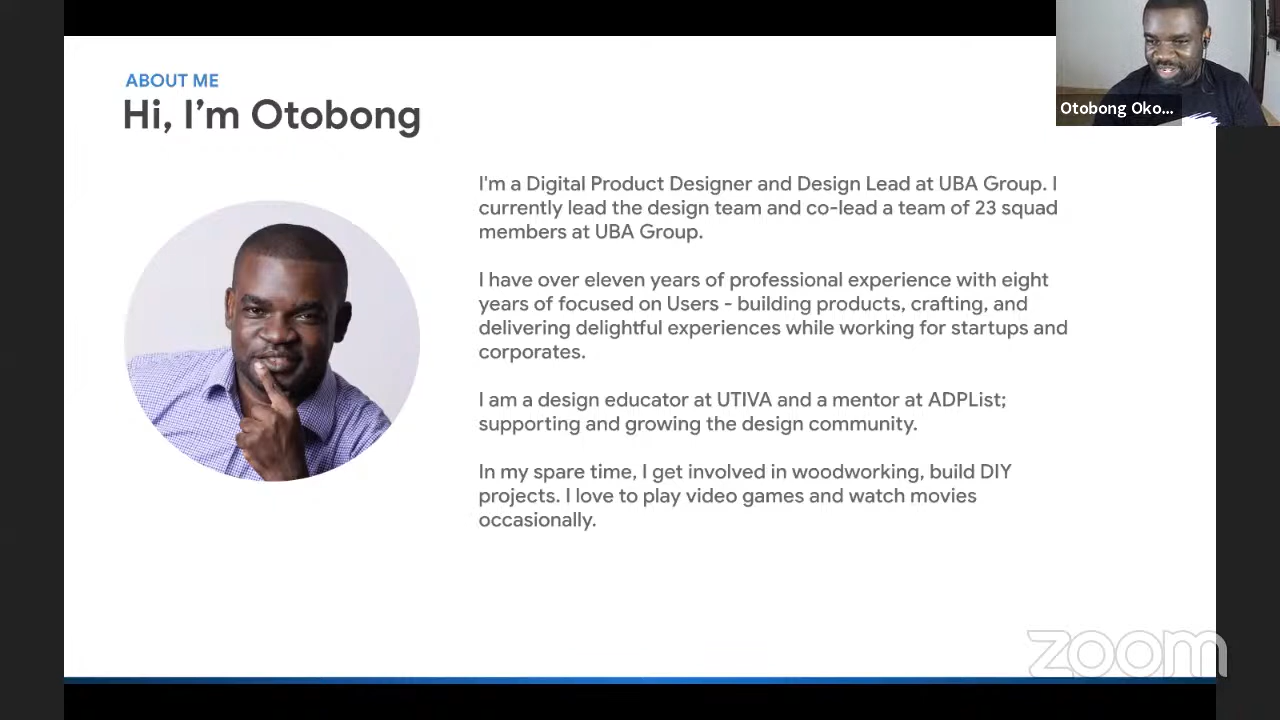 ABOUT ME
Hi, I’m Otobong
Otobong Oko...
I'm a Digital Product Designer and Design Lead at UBA Group. I
currently lead the design team and co-lead a team of 23 squad
members at UBA Group.
I have over eleven years of professional experience with eight
years of focused on Users - building products, crafting, and
delivering delightful experiences while working for startups and
corporates.
I am a design educator at UTIVA and a mentor at ADPList;
supporting and growing the design community.
In my spare time, I get involved in woodworking, build DIY
projects. I love to play video games and watch movies
occasionally.
zoom